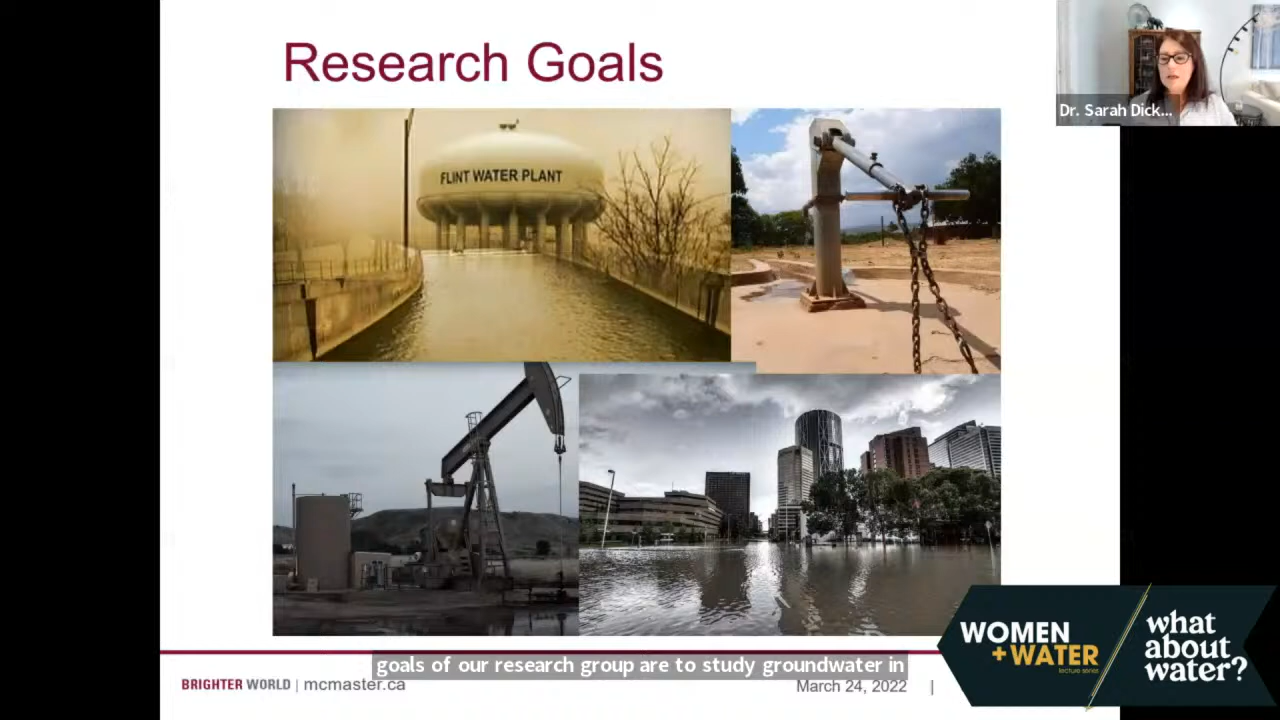 Research Goals
Dr. Sarah Dick...
FLINT WATER PLANT
goals of our research group are to study groundwater in
BRIGHTER WORLD | mcmaster.ca
March 24, 2022 |
WOMEN
+WATER
lecture series
what
about
water?